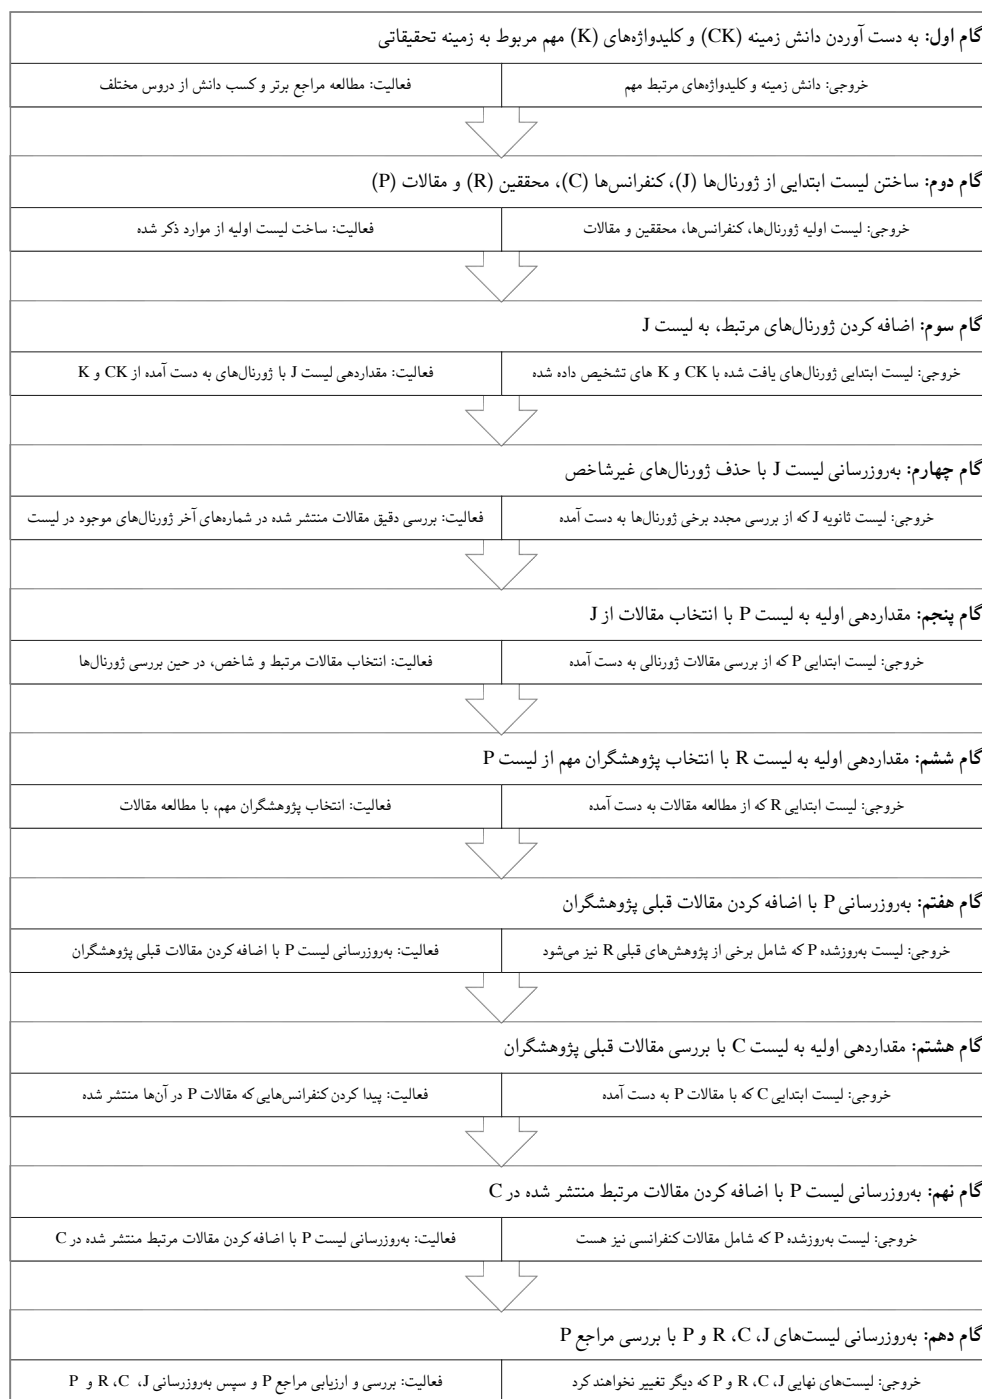 گام اول: به دست آوردن دانش زمینه (CK) و کلیدواژه‌های (K) مهم مربوط به زمینه تحقیقاتی
خروجی: دانش زمینه و کلیدواژه‌های مرتبط مهم
فعالیت: مطالعه مراجع برتر و کسب دانش از دروس مختلف
گام دوم: ساختن لیست ابتدایی از ژورنال‌ها (J)، کنفرانس‌ها (C)، محققین (R) و مقالات (P)
خروجی: لیست اولیه ژورنال‌ها، کنفرانس‌ها، محققین و مقالات
فعالیت: ساخت لیست اولیه از موارد ذکر شده
گام سوم: اضافه کردن ژورنال‌های مرتبط، به لیست J
خروجی: لیست ابتدایی ژورنال‌های یافت شده با CK و K های تشخیص داده شده
فعالیت: مقداردهی لیست J با ژورنال‌های به دست آمده از CK و K
گام چهارم: به‌روزرسانی لیست J با حذف ژورنال‌های غیرشاخص
خروجی: لیست ثانویه J که از بررسی مجدد برخی ژورنال‌ها به دست آمده
فعالیت: بررسی دقیق مقالات منتشر شده در شماره‌های آخر ژورنال‌های موجود در لیست
گام پنجم: مقداردهی اولیه به لیست P با انتخاب مقالات از J
خروجی: لیست ابتدایی P که از بررسی مقالات ژورنالی به دست آمده
فعالیت: انتخاب مقالات مرتبط و شاخص، در حین بررسی ژورنال‌ها
گام ششم: مقداردهی اولیه به لیست R با انتخاب پژوهشگران مهم از لیست P
خروجی: لیست ابتدایی R که از مطالعه مقالات به دست آمده
فعالیت: انتخاب پژوهشگران مهم، با مطالعه مقالات
گام هفتم: به‌روزرسانی P با اضافه کردن مقالات قبلی پژوهشگران
خروجی: لیست به‌روزشده P که شامل برخی از پژوهش‌های قبلی R نیز می‌شود
فعالیت: به‌روزرسانی لیست P با اضافه کردن مقالات قبلی پژوهشگران
گام هشتم: مقداردهی اولیه به لیست C با بررسی مقالات قبلی پژوهشگران
خروجی: لیست ابتدایی C که با مقالات P به دست آمده
فعالیت: پیدا کردن کنفرانس‌هایی که مقالات P در آن‌ها منتشر شده
گام نهم: به‌روزرسانی لیست P با اضافه کردن مقالات مرتبط منتشر شده در C
خروجی: لیست به‌روزشده P که شامل مقالات کنفرانسی نیز هست
فعالیت: به‌روزرسانی لیست P با اضافه کردن مقالات مرتبط منتشر شده در C
گام دهم: به‌روزرسانی لیست‌های J، C، R و P با بررسی مراجع P
خروجی: لیست‌های نهایی J، C، R و P که دیگر تغییر نخواهند کرد
فعالیت: بررسی و ارزیابی مراجع P و سپس به‌روزرسانی J، C، R و P